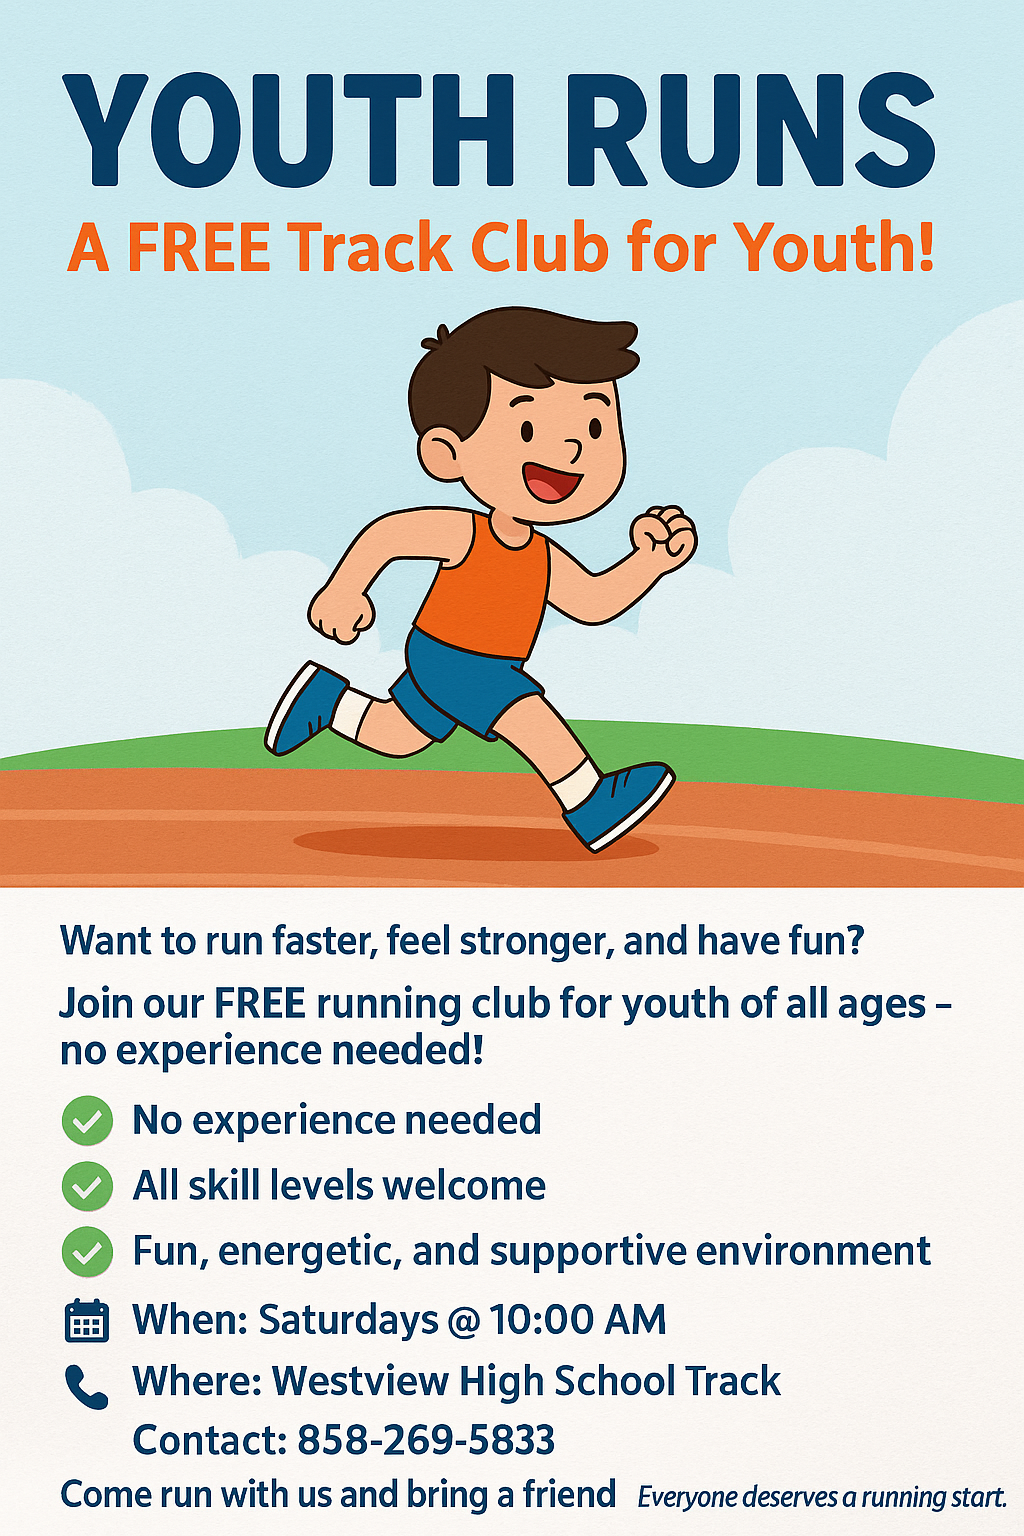 YOUTH RUNS
A FREE Track Club for Youth!
Want to run faster, feel stronger, and have fun?
Join our FREE running club for youth of all ages –
no experience needed!
No experience needed
All skill levels welcome
Fun, energetic, and supportive environment
When: Saturdays @ 10:00 AM
Where: Westview High School Track
Contact: 858-269-5833
Come run with us and bring a friend
Everyone deserves a running start.